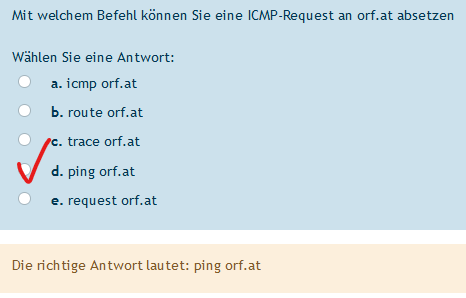 Mit welchem Befehl können Sie eine ICMP-Request an orf.at absetzen
Wählen Sie eine Antwort:
a. icmp orf.at
b. route orf.at
c. trace orf.at
d. ping orf.at
e. request orf.at
Die richtige Antwort lautet: ping orf.at